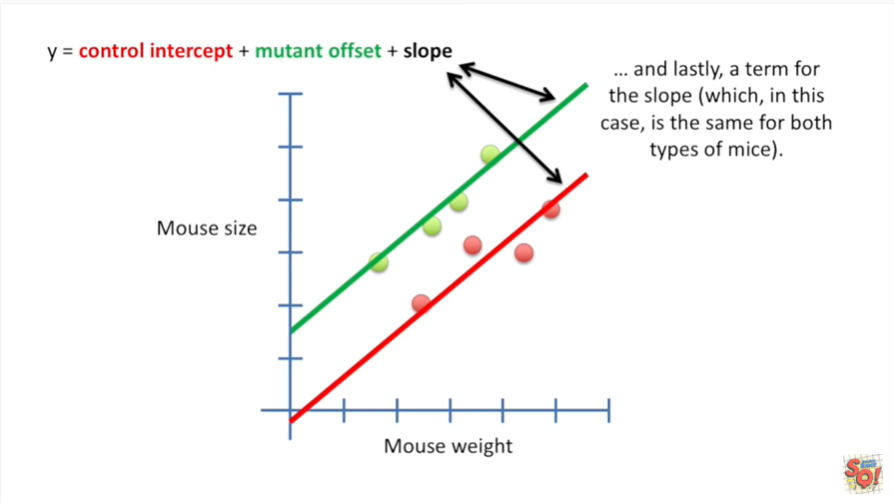 y = control intercept + mutant offset + slope
... and lastly, a term for
the slope (which, in this
case, is the same for both
types of mice).
Mouse size
Mouse weight
SQ!